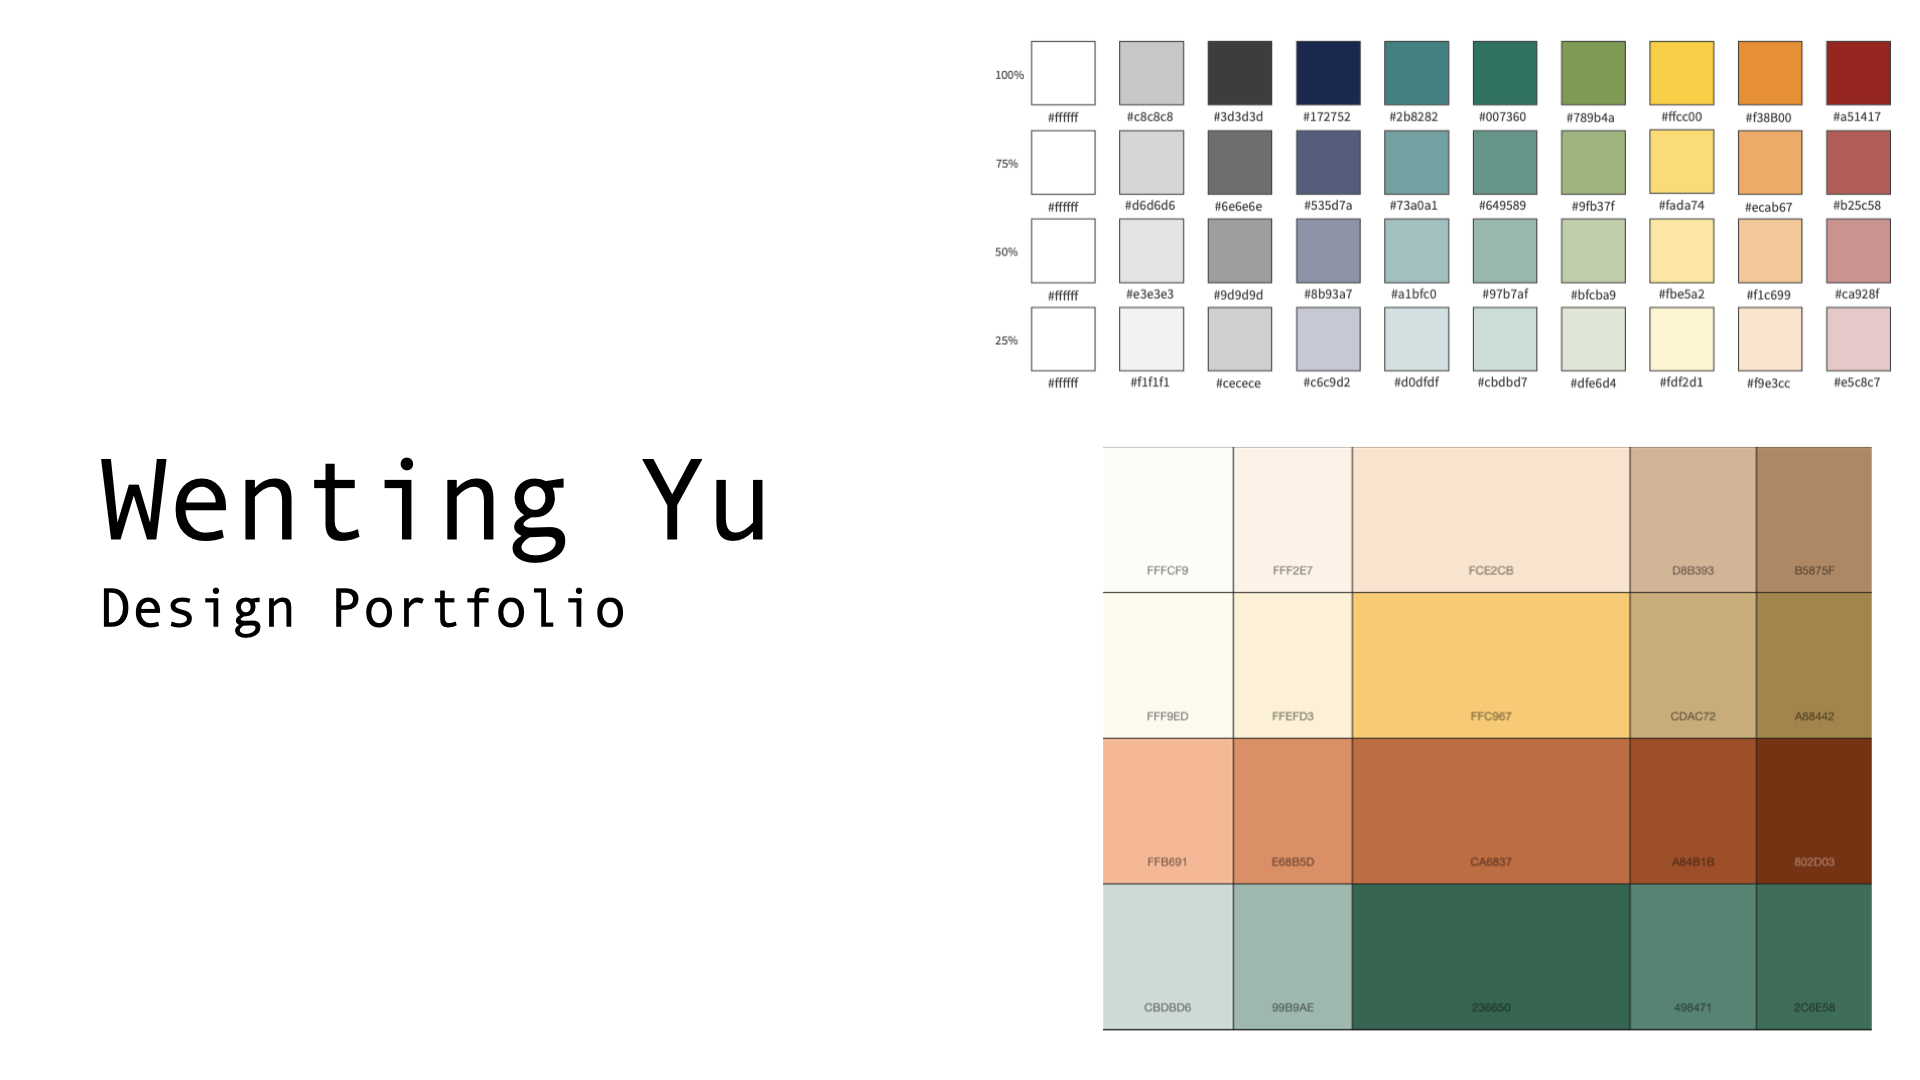 100%
#ffffff #c8c8c8 #3d3d3d #172752 #2b8282 #007360 #789b4a #ffcc00 #f38B00 #a51417
75%
#ffffff #d6d6d6 #6e6e6e #535d7a #73a0a1 #649589 #9fb37f #fada74 #ecab67 #b25c58
50%
#ffffff #e3e3e3 #9d9d9d #8b93a7 #a1bfc0 #97b7af #bfcba9 #fbe5a2 #f1c699 #ca928f
25%
#ffffff #f1f1f1 #cecece #c6c9d2 #d0dfdf #cbdbd7 #dfe6d4 #fdf2d1 #f9e3cc #e5c8c7
Wenting Yu
Design Portfolio
FFFCF9 FFF2E7 FCE2CB D8B393 B5875F
FFF9ED FFEFD3 FFC967 CDAC72 A88442
FFB691 E68B5D CA6837 A84B1B 802D03
CBDBD6 99B9AE 236650 498471 2C6E58